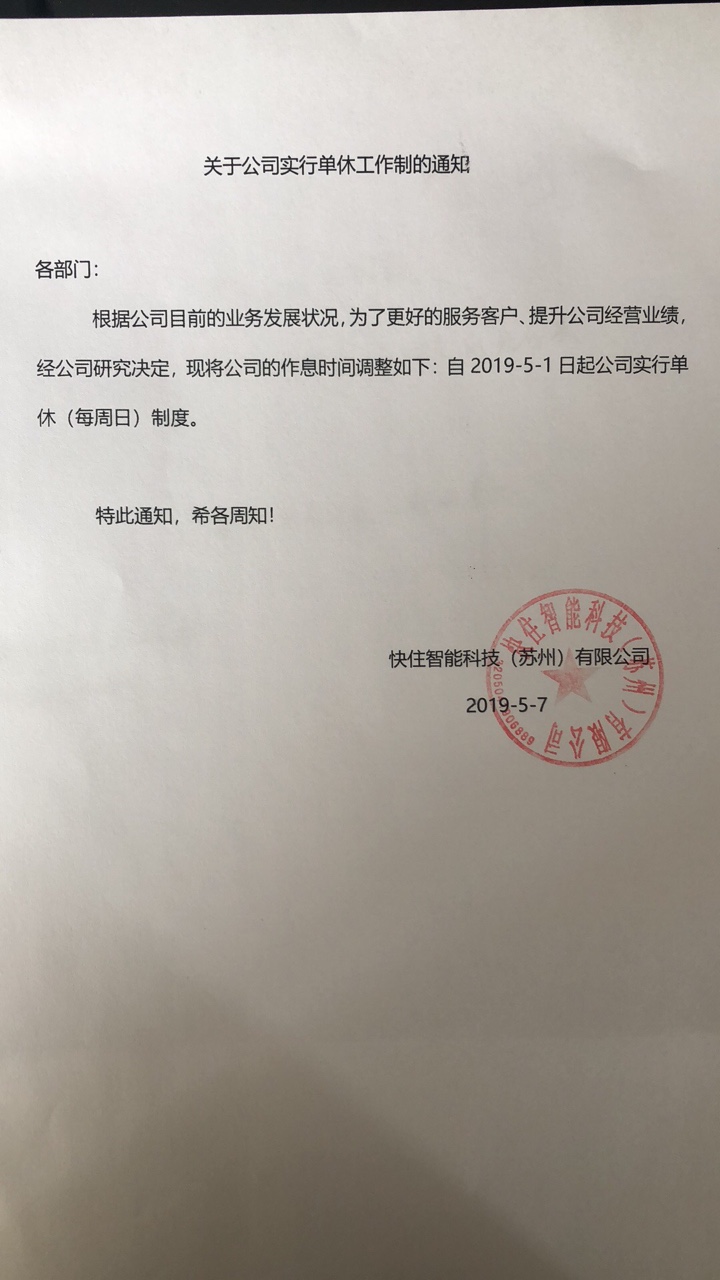 关于公司实行单休工作制的通知
各部门：
根据公司目前的业务发展状况，为了更好的服务客户、提升公司经营业绩，
经公司研究决定，现将公司的作息时间调整如下：自 2019-5-1 日起公司实行单
休（每周日）制度。
特此通知，希各周知！
快住智能科技（苏州）有限公司
2019-5-7
快住智能科技（苏州）有限公司